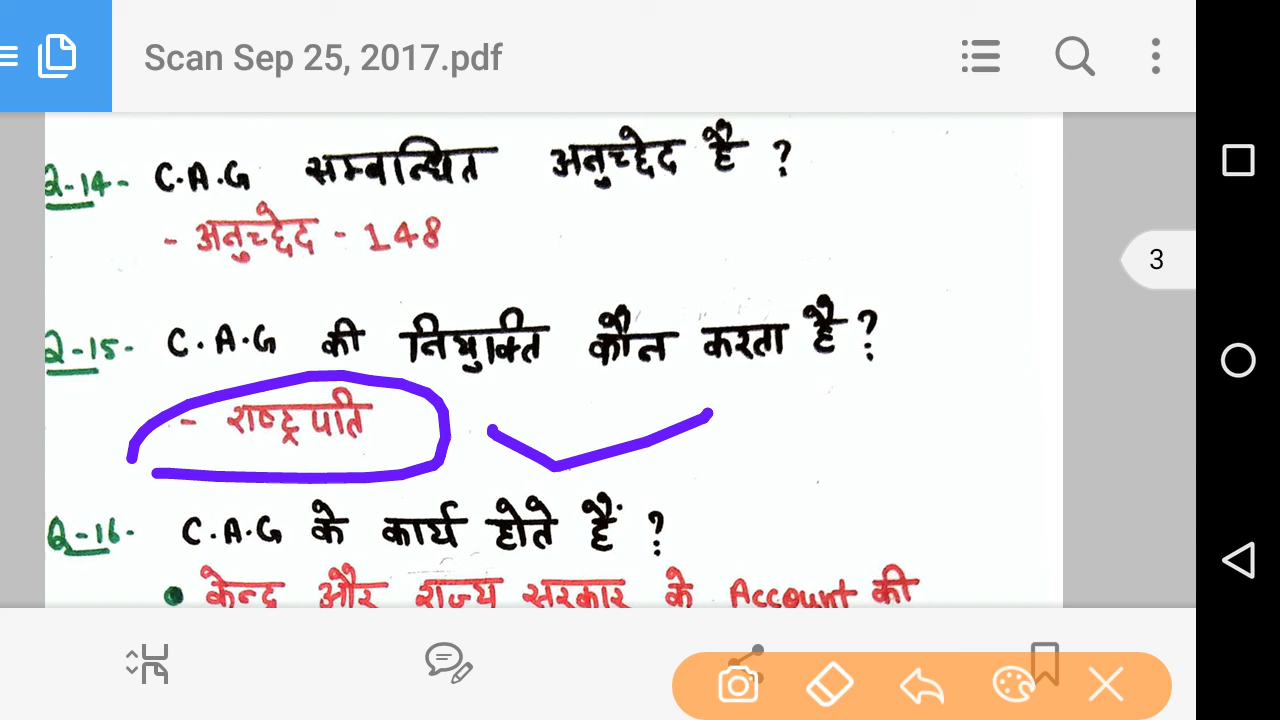 Scan Sep 25, 2017.pdf
Q-14- C.A.G सम्बन्धित अनुच्छेद है ?
- अनुच्छेद - 148
3
Q-15- C.A.G की नियुक्ति कौन करता है ?
- राष्ट्रपति
Q-16- C.A.G के कार्य होते हैं ?
• केन्द्र और राज्य सरकार के Account की